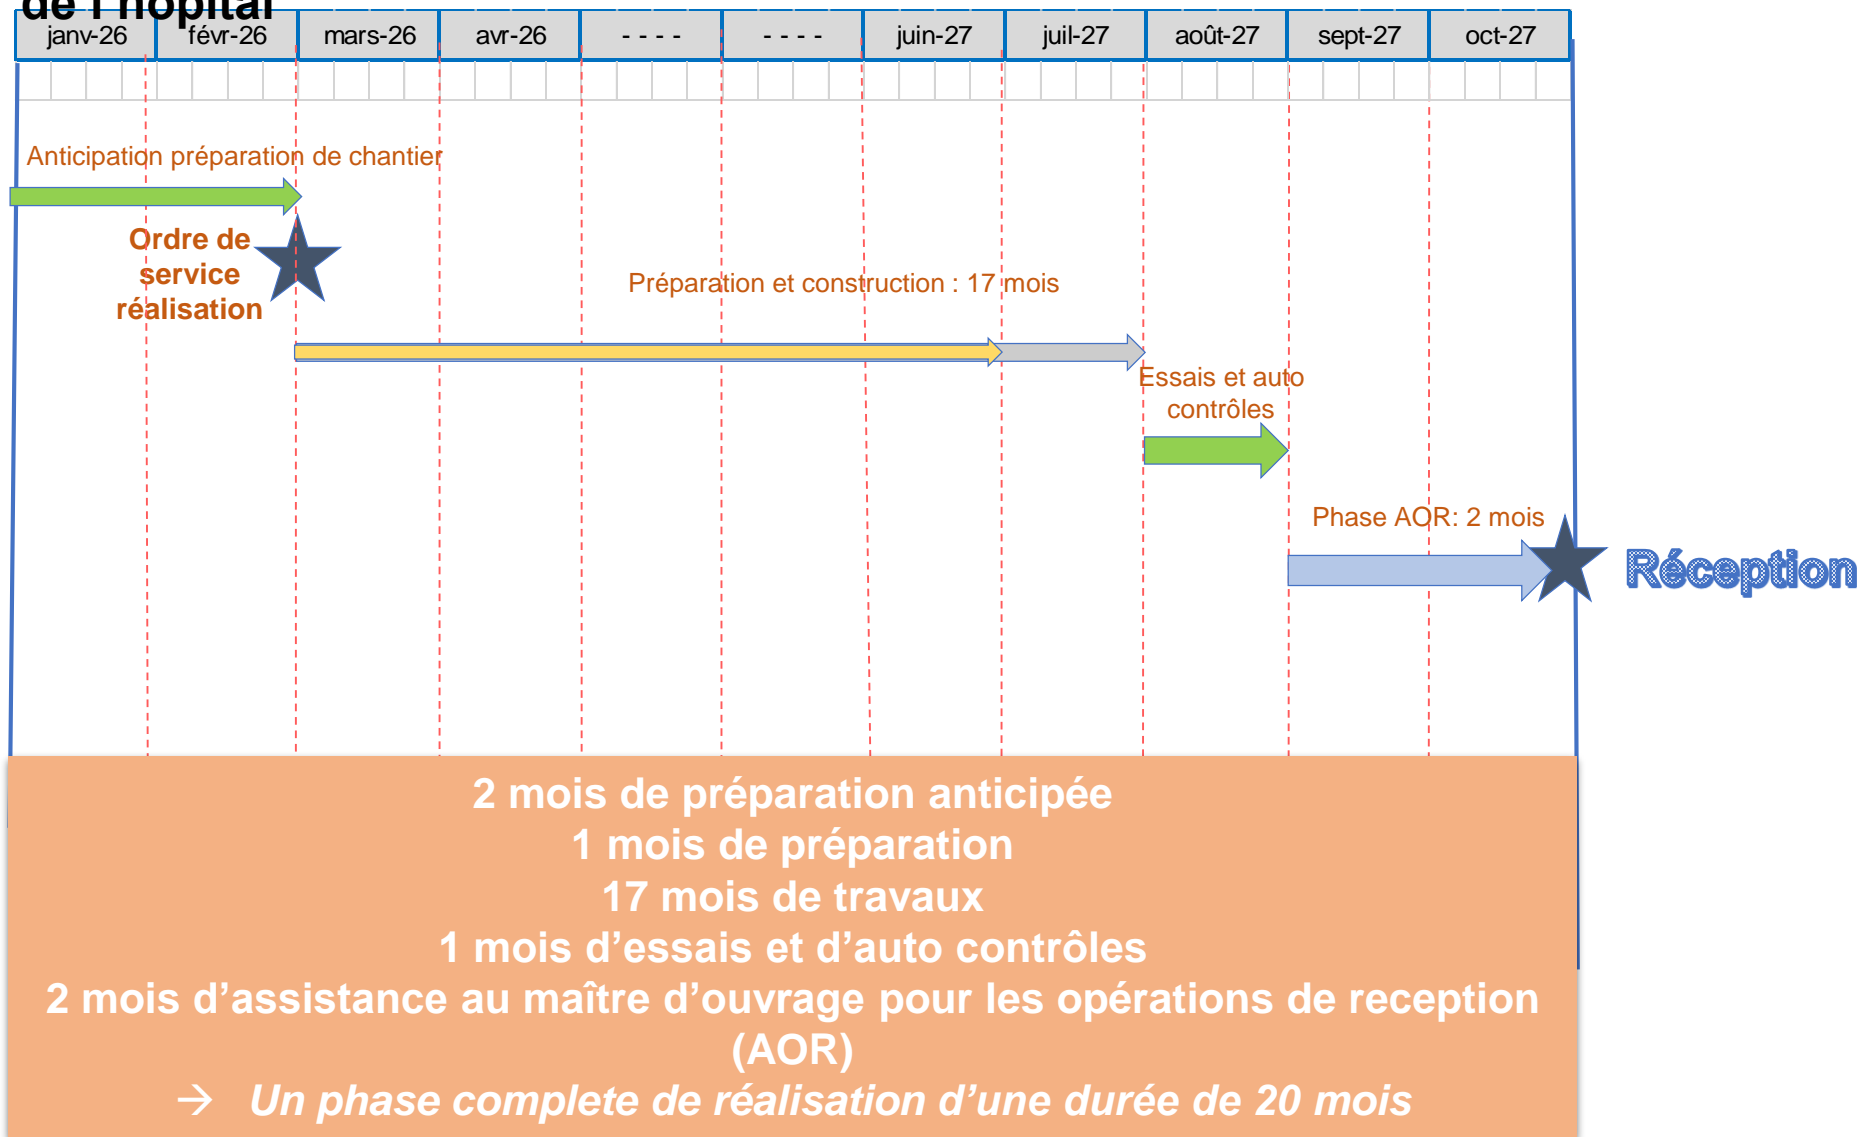 de l’hôpital
janv-26 févr-26 mars-26 avr-26 - - - - - - - - juin-27 juil-27 août-27 sept-27 oct-27
Anticipation préparation de chantier
Ordre de
service
réalisation
Préparation et construction : 17 mois
Essais et auto
contrôles
Phase AOR: 2 mois
Réception
2 mois de préparation anticipée
1 mois de préparation
17 mois de travaux
1 mois d’essais et d’auto contrôles
2 mois d’assistance au maître d’ouvrage pour les opérations de reception
(AOR)
→ Un phase complete de réalisation d’une durée de 20 mois